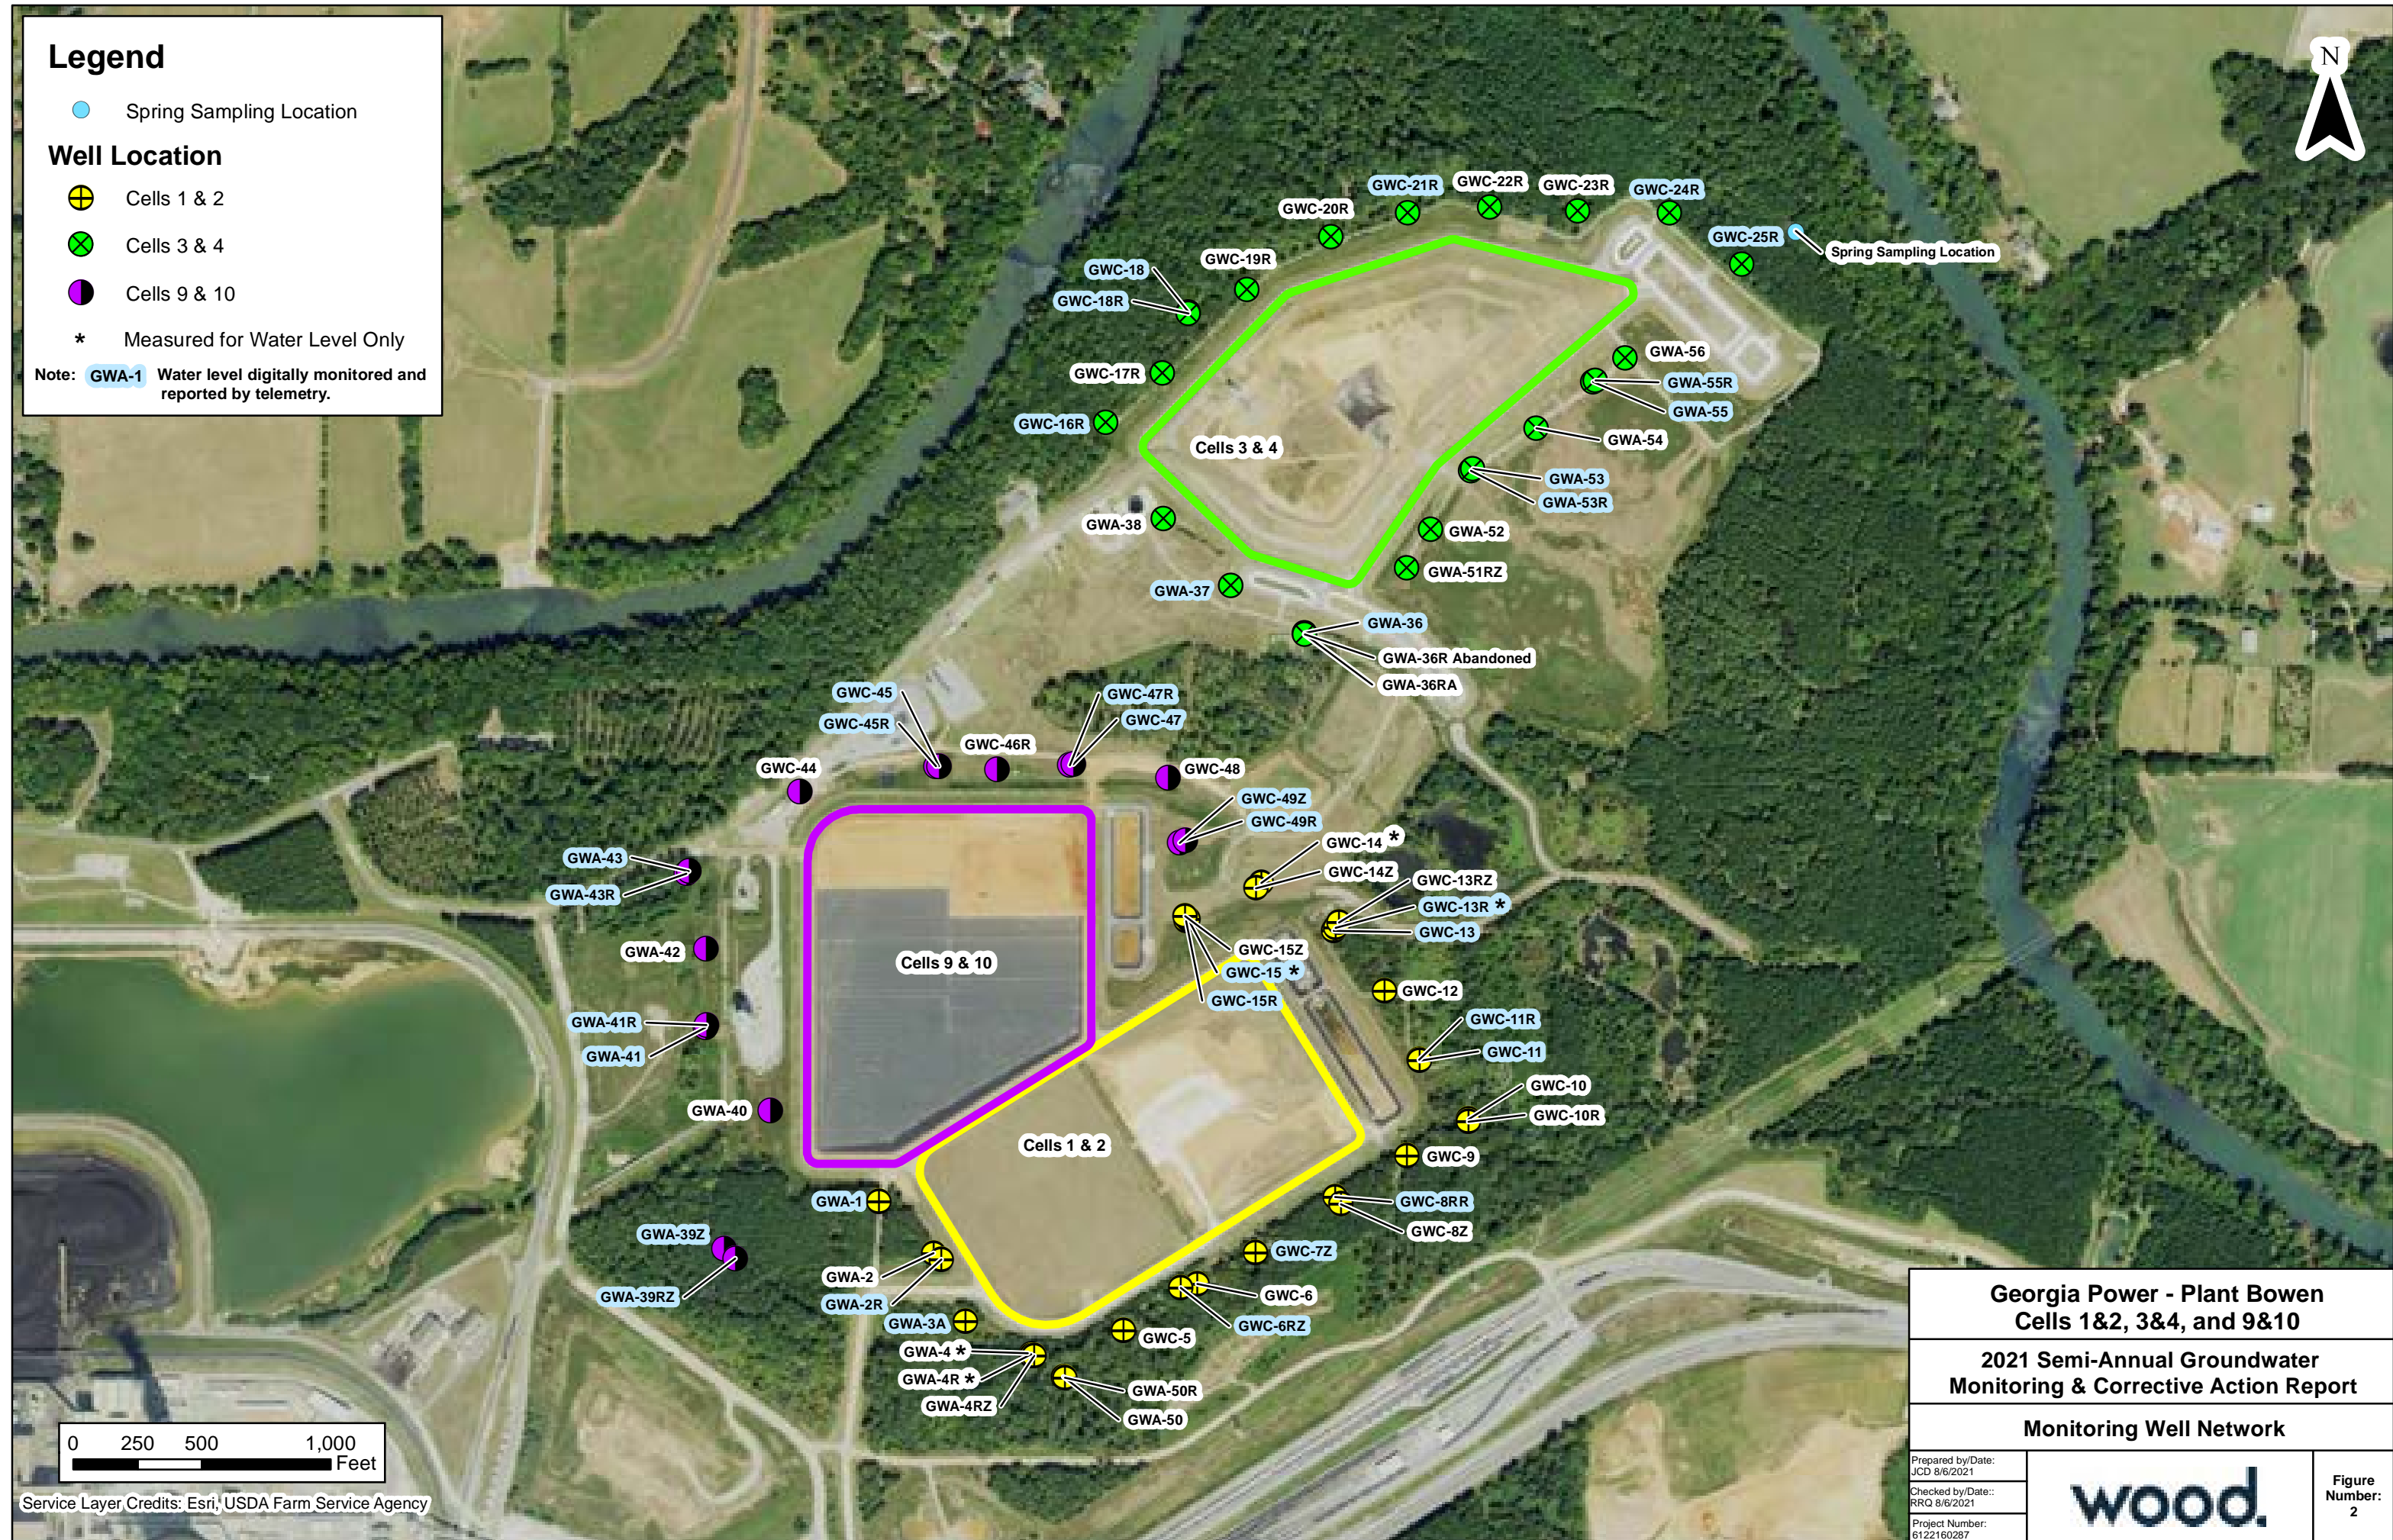 Legend
Spring Sampling Location
Well Location
Cells 1 & 2
Cells 3 & 4
Cells 9 & 10
* Measured for Water Level Only
Note: GWA-1 Water level digitally monitored and
reported by telemetry.
N
GWC-21R
GWC-22R
GWC-23R
GWC-24R
GWC-20R
GWC-25R
Spring Sampling Location
GWC-19R
GWC-18
GWC-18R
GWC-17R
GWC-16R
GWA-56
GWA-55R
GWA-55
GWA-54
Cells 3 & 4
GWA-53
GWA-53R
GWA-38
GWA-52
GWA-51RZ
GWA-37
GWA-36
GWA-36R Abandoned
GWA-36RA
GWC-45
GWC-45R
GWC-47R
GWC-47
GWC-46R
GWC-44
GWC-48
GWC-49Z
GWC-49R
GWC-14 *
GWC-14Z
GWC-13RZ
GWC-13R *
GWC-13
GWA-43
GWA-43R
GWA-42
Cells 9 & 10
GWC-15Z
GWC-15 *
GWC-15R
GWC-12
GWA-41R
GWA-41
GWC-11R
GWC-11
GWC-10
GWC-10R
GWA-40
Cells 1 & 2
GWC-9
GWA-1
GWC-8RR
GWC-8Z
GWA-39Z
GWA-39RZ
GWA-2
GWA-2R
GWA-3A
GWC-7Z
GWC-6
GWC-6RZ
GWC-5
GWA-4 *
GWA-4R *
GWA-4RZ
GWA-50R
GWA-50
0 250 500 1,000
Feet
Service Layer Credits: Esri, USDA Farm Service Agency
Georgia Power - Plant Bowen
Cells 1&2, 3&4, and 9&10
2021 Semi-Annual Groundwater
Monitoring & Corrective Action Report
Monitoring Well Network
Prepared by/Date:
JCD 8/6/2021
Checked by/Date::
RRQ 8/6/2021
Project Number:
6122160287
wood.
Figure
Number:
2